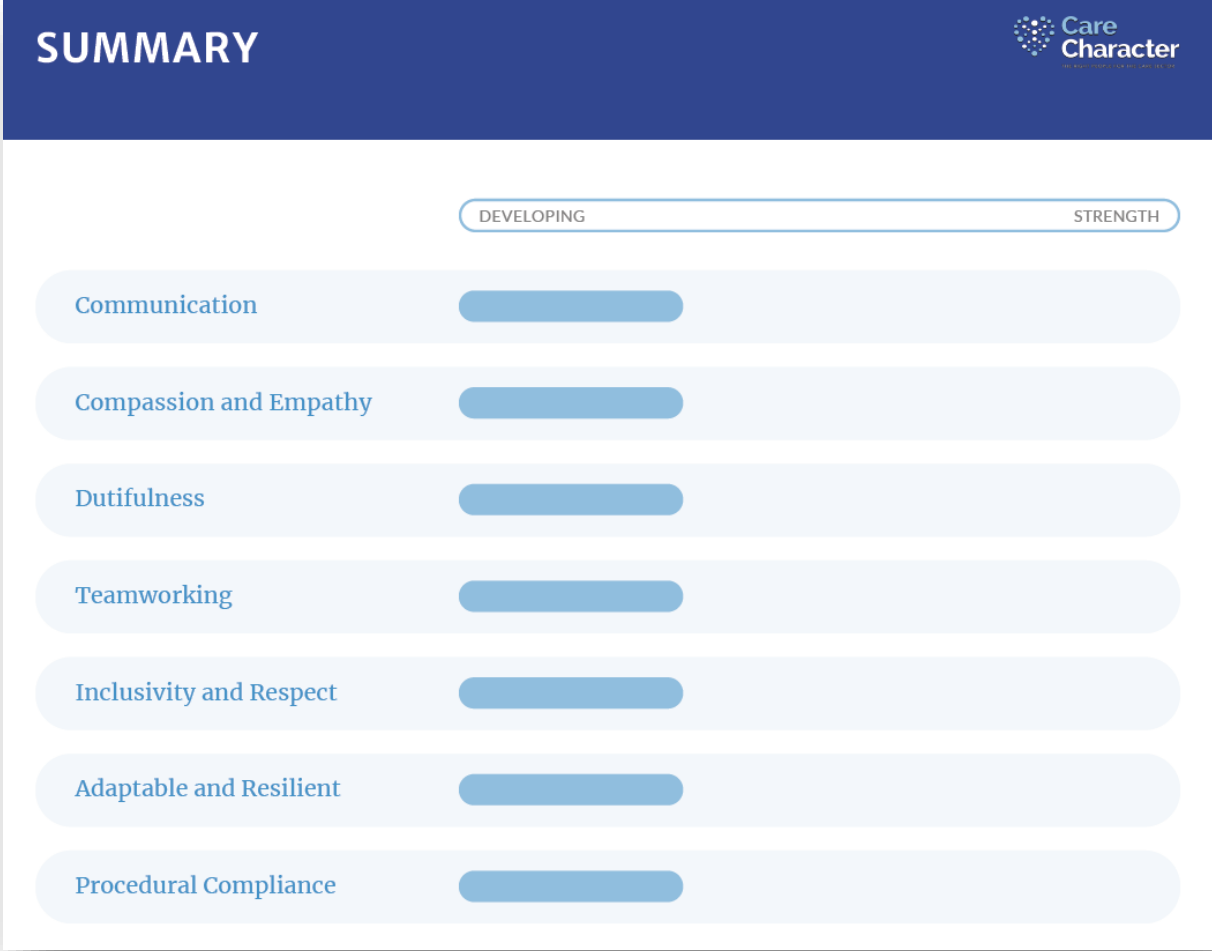 SUMMARY
Care
Character
DEVELOPING STRENGTH
Communication
Compassion and Empathy
Dutifulness
Teamworking
Inclusivity and Respect
Adaptable and Resilient
Procedural Compliance